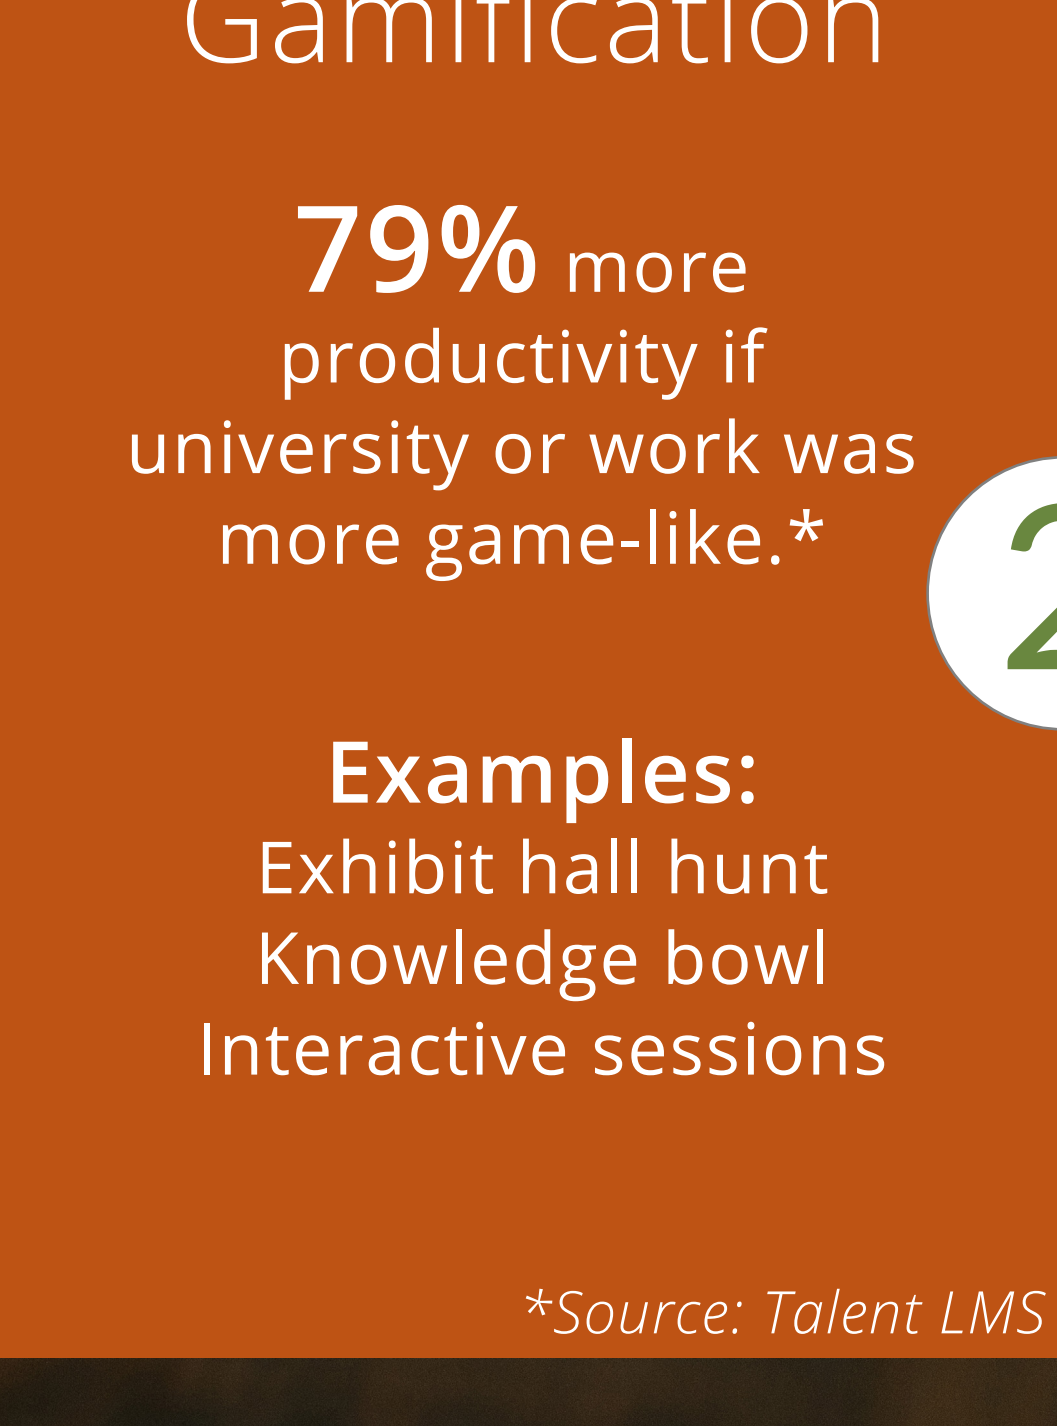 Gamification
79% more
productivity if
university or work was
more game-like.*
2
Examples:
Exhibit hall hunt
Knowledge bowl
Interactive sessions
*Source: Talent LMS